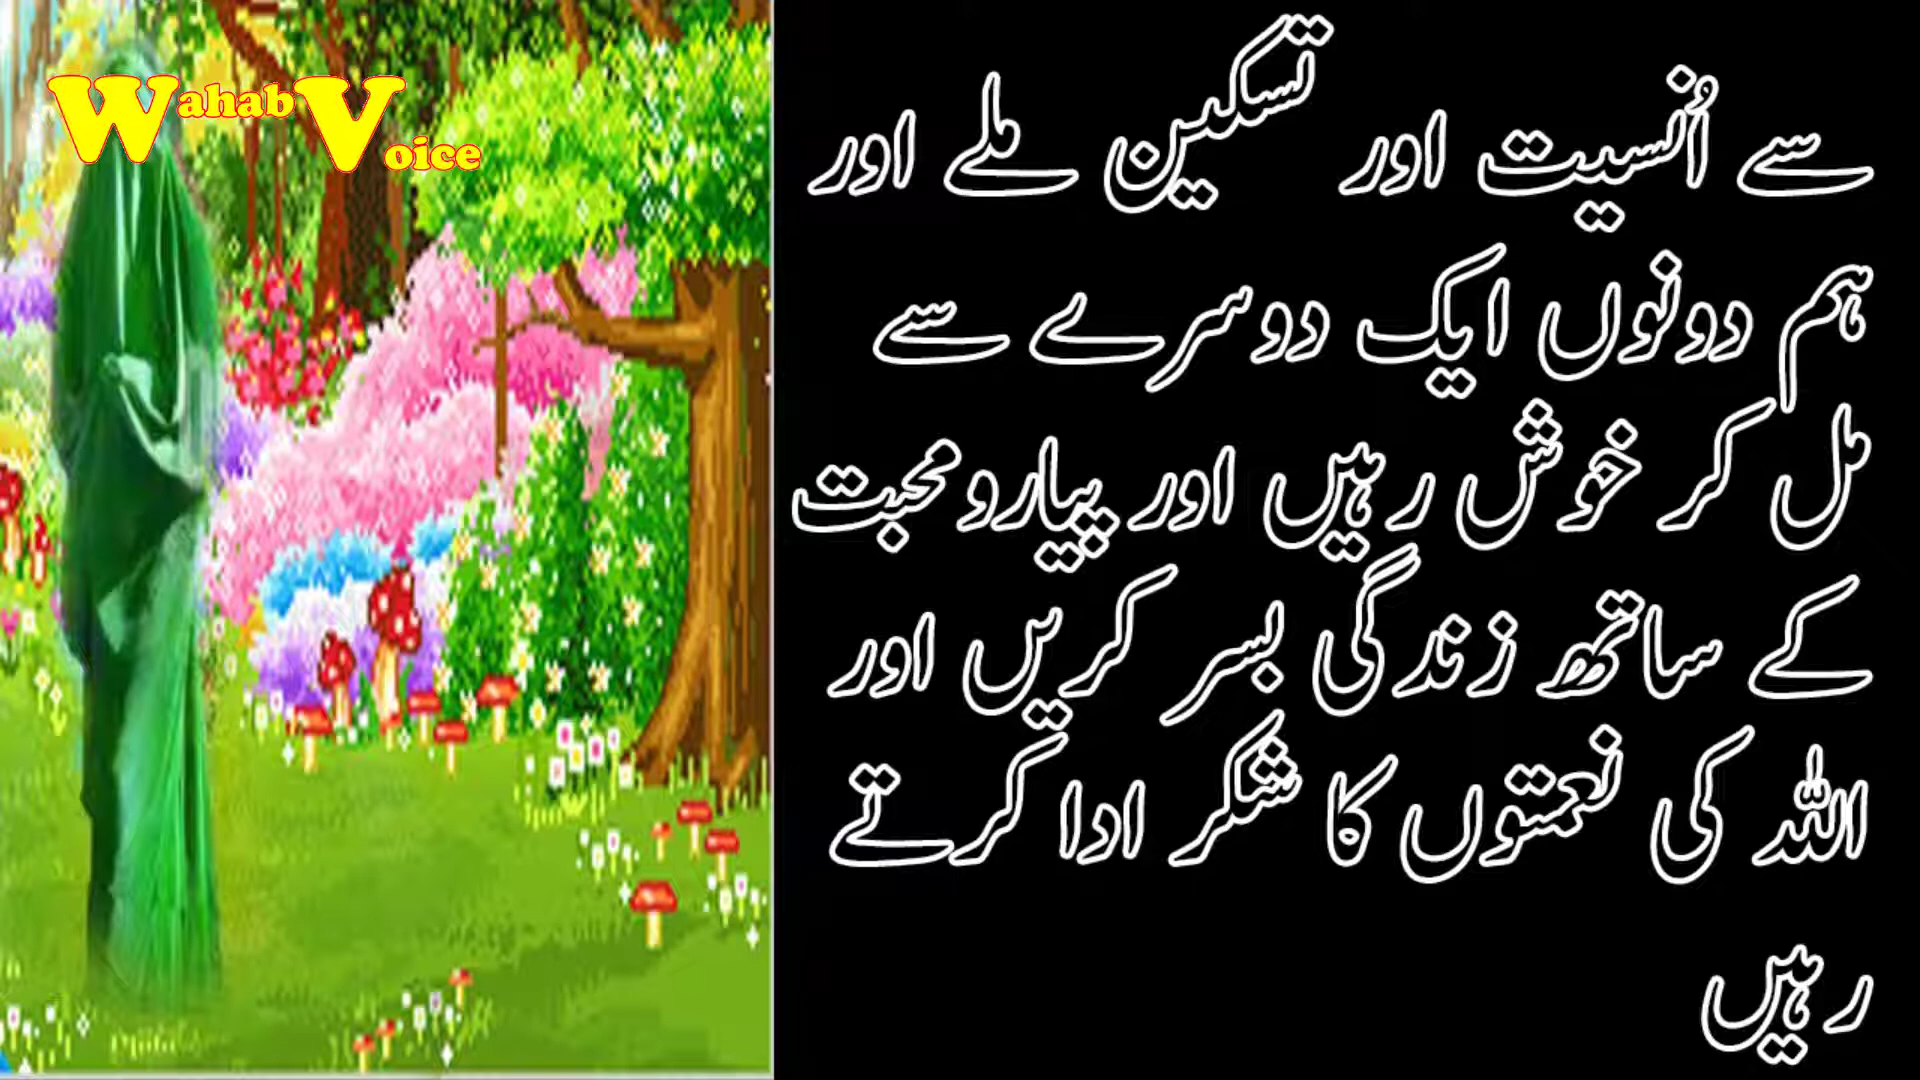 Wahab Voice
سے اُنسیت اور تسکین ملے اور
ہم دونوں ایک دوسرے سے
مل کر خوش رہیں اور پیارو محبت
کے ساتھ زندگی بسر کریں اور
اللہ کی نعمتوں کا شکر ادا کرتے
رہیں